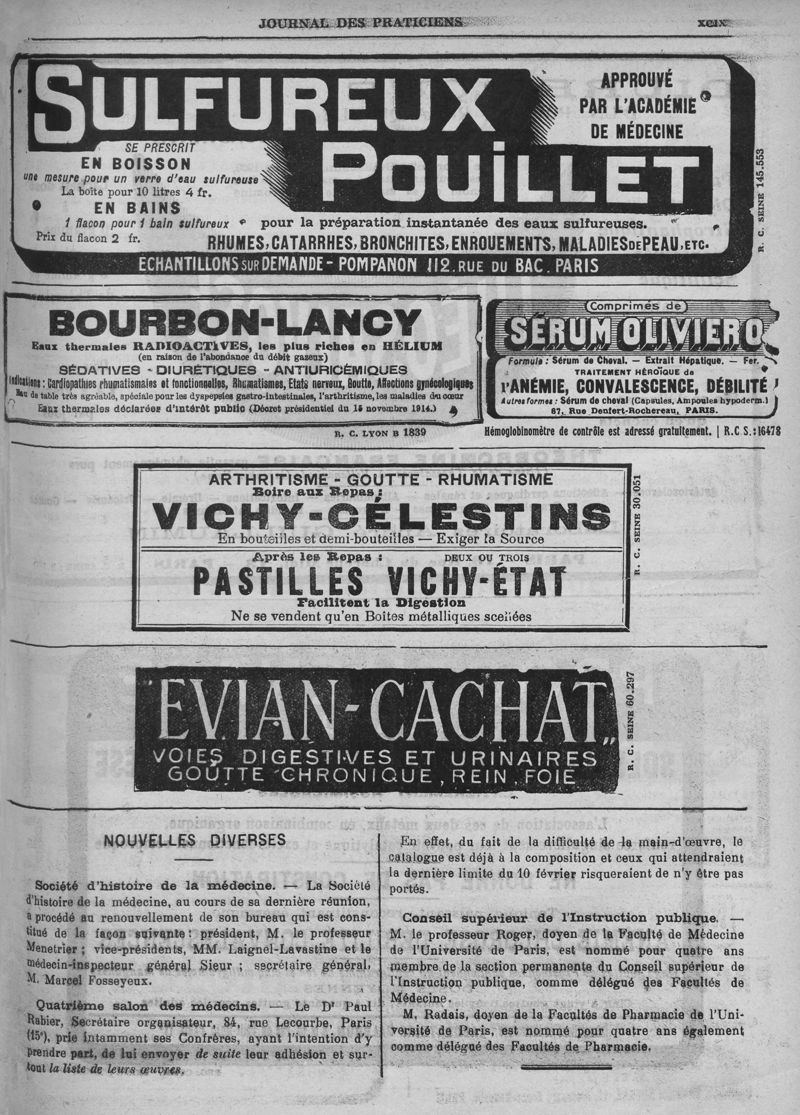 JOURNAL DES PRATICIENS
XCIX
SULFUREUX
POUILLET
APPROUVÉ
PAR L'ACADÉMIE
DE MÉDECINE
SE PRESCRIT
EN BOISSON
une mesure pour un verre d'eau sulfureuse
La boîte pour 10 litres 4 fr.
EN BAINS
1 flacon pour 1 bain sulfureux
Prix du flacon 2 fr.
pour la préparation instantanée des eaux sulfureuses.
RHUMES, CATARRHES, BRONCHITES, ENROUEMENTS, MALADIES DE PEAU, ETC.
ÉCHANTILLONS SUR DEMANDE - POMPANON 112, RUE DU BAC. PARIS
R. C. SEINE 145.553
BOURBON-LANCY
Eaux thermales RADIOACTIVES, les plus riches en HÉLIUM
(en raison de l'abondance du débit gazeux)
SÉDATIVES - DIURÉTIQUES - ANTIURICÉMIQUES
Indications : Cardiopathies rhumatismales et fonctionnelles, Rhumatismes, Etats nerveux, Goutte, Affections gynécologiques
Eau de table très agréable, spéciale pour les dyspepsies gastro-intestinales, l'arthritisme, les maladies du cœur
Eaux thermales déclarées d'intérêt public (Décret présidentiel du 15 novembre 1914.)
R. C. LYON B 1839
Comprimés de
SÉRUM OLIVIERO
Formule : Sérum de Cheval. — Extrait Hépatique. — Fer.
TRAITEMENT HÉROÏQUE de
l'ANÉMIE, CONVALESCENCE, DÉBILITÉ
Autres formes : Sérum de cheval (Capsules, Ampoules hypoderm.)
87, Rue Denfert-Rochereau, PARIS.
Hémoglobinomètre de contrôle est adressé gratuitement. | R.C S.:16478
ARTHRITISME - GOUTTE - RHUMATISME
Boire aux Repas :
VICHY-CÉLESTINS
En bouteilles et demi-bouteilles — Exiger la Source
Après les Repas : DEUX OU TROIS
PASTILLES VICHY-ÉTAT
Facilitent la Digestion
Ne se vendent qu'en Boîtes métalliques scellées
R. C. SEINE 30.051
"EVIAN-CACHAT„
VOIES DIGESTIVES ET URINAIRES
GOUTTE CHRONIQUE, REIN, FOIE
R. C. SEINE 60.297
NOUVELLES DIVERSES
Société d'histoire de la médecine. — La Société
d'histoire de la médecine, au cours de sa dernière réunion,
a procédé au renouvellement de son bureau qui est cons-
titué de la façon suivante : président, M. le professeur
Menetrier ; vice-présidents, MM. Laignel-Lavastine et le
médecin-inspecteur général Sieur ; secrétaire général,
M. Marcel Fosseyeux.
Quatrième salon des médecins. — Le Dr Paul
Rabier, Secrétaire organisateur, 84, rue Lecourbe, Paris
(15e), prie intamment ses Confrères, ayant l'intention d'y
prendre part, de lui envoyer de suite leur adhésion et sur-
tout la liste de leurs œuvres.
En effet, du fait de la difficulté de la main-d'œuvre, le
catalogue est déjà à la composition et ceux qui attendraient
la dernière limite du 10 février risqueraient de n'y être pas
portés.
Conseil supérieur de l'Instruction publique. —
M. le professeur Roger, doyen de la Faculté de Médecine
de l'Université de Paris, est nommé pour quatre ans
membre de la section permanente du Conseil supérieur de
l'Instruction publique, comme délégué des Facultés de
Médecine.
M. Radais, doyen de la Facultés de Pharmacie de l'Uni-
versité de Paris, est nommé pour quatre ans également
comme délégué des Facultés de Pharmacie.